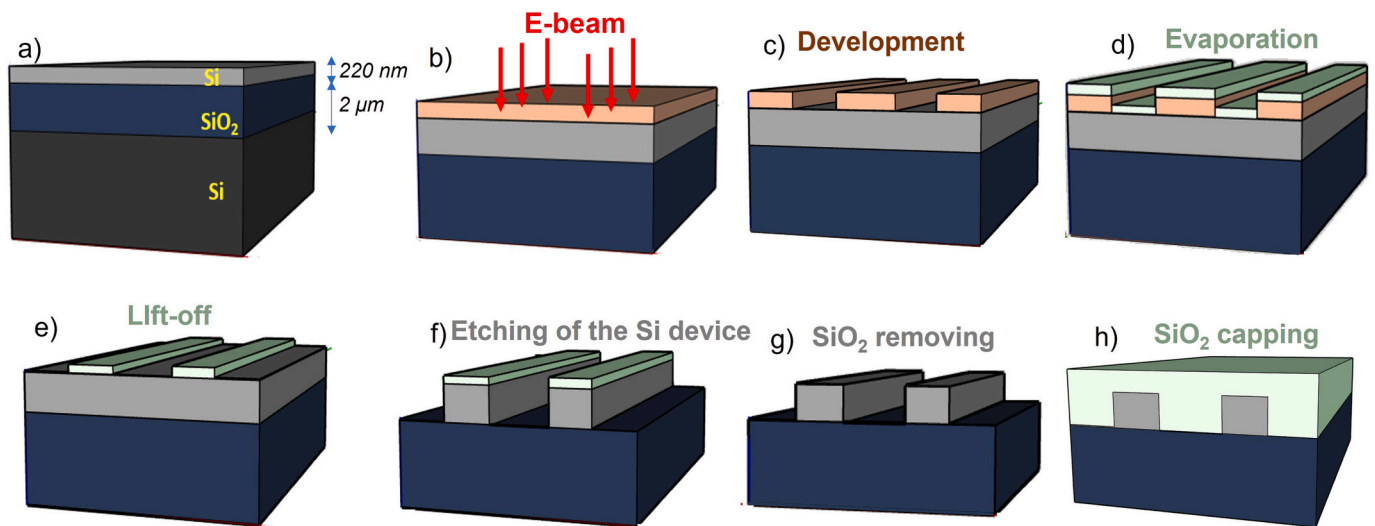 a)
Si
220 nm
2 µm
SiO₂
Si
E-beam
b)
c) Development
d) Evaporation
e) LIft-off
f) Etching of the Si device
g) SiO₂ removing
h) SiO₂ capping